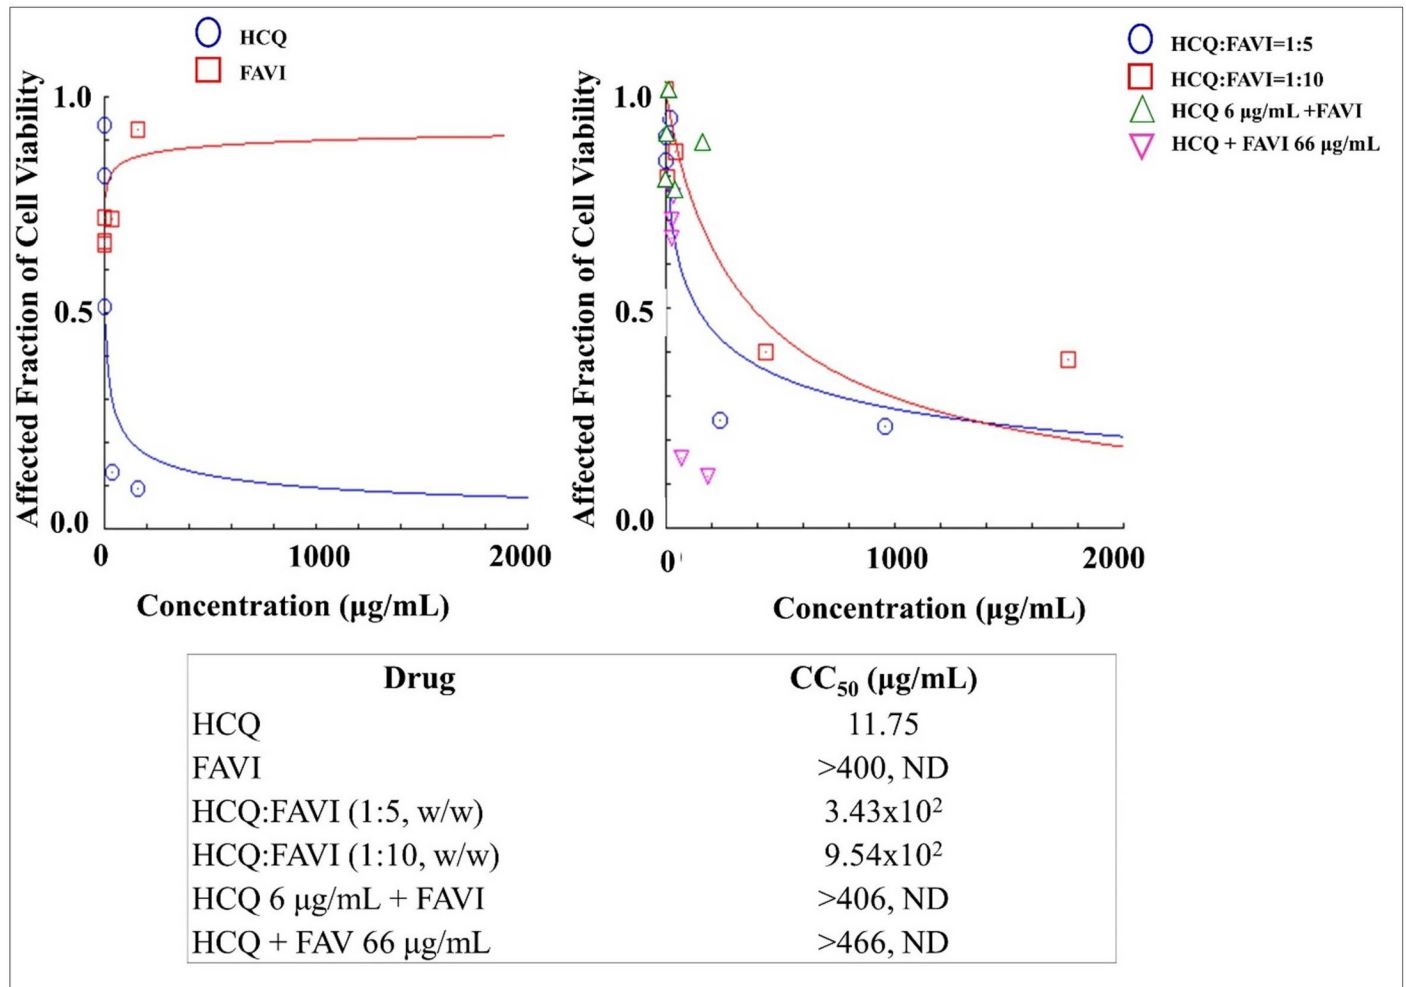 HCQ
FAVI
Affected Fraction of Cell Viability
1.0
0.5
0.0
0 1000 2000
Concentration (µg/mL)
HCQ:FAVI=1:5
HCQ:FAVI=1:10
HCQ 6 µg/mL +FAVI
HCQ + FAVI 66 µg/mL
Affected Fraction of Cell Viability
1.0
0.5
0.0
0 1000 2000
Concentration (µg/mL)
Drug CC₅₀ (µg/mL)
HCQ 11.75
FAVI >400, ND
HCQ:FAVI (1:5, w/w) 3.43x10²
HCQ:FAVI (1:10, w/w) 9.54x10²
HCQ 6 µg/mL + FAVI >406, ND
HCQ + FAV 66 µg/mL >466, ND